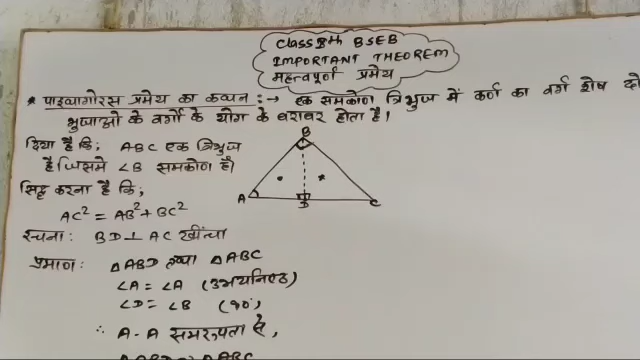 Class 10th BSEB
IMPORTANT THEOREM
महत्वपूर्ण प्रमेय
* पाइथागोरस प्रमेय का कथन :→ एक समकोण त्रिभुज में कर्ण का वर्ग शेष दो
भुजाओ के वर्गो के योग के बराबर होता है।
दिया है कि; ABC एक त्रिभुज
है जिसमे ∠B समकोण है।
सिद्ध करना है कि;
AC² = AB² + BC²
रचना: BD ⊥ AC खींचा
प्रमाण: △ABD तथा △ABC
∠A = ∠A (उभयनिष्ठ)
∠D = ∠B (90°)
∴ A-A समरूपता से,
△ABD ~ △ABC
B
A
D
C